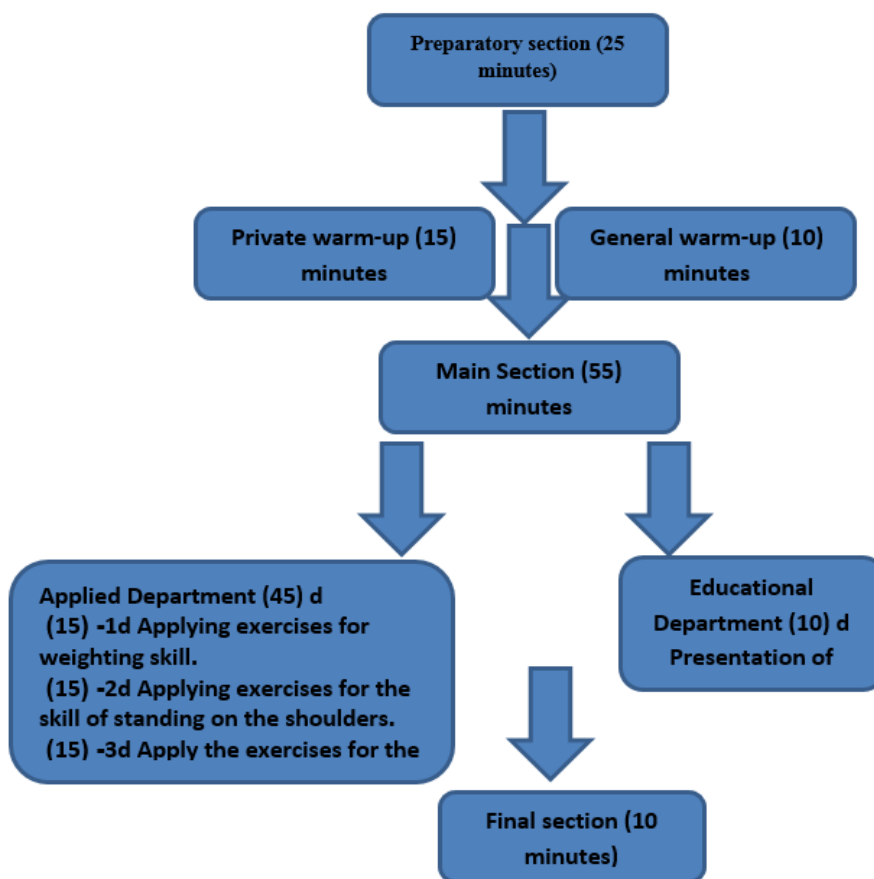 Preparatory section (25
minutes)
Private warm-up (15)
minutes
General warm-up (10)
minutes
Main Section (55)
minutes
Applied Department (45) d
(15) -1d Applying exercises for
weighting skill.
(15) -2d Applying exercises for the
skill of standing on the shoulders.
(15) -3d Apply the exercises for the
Educational
Department (10) d
Presentation of
Final section (10
minutes)